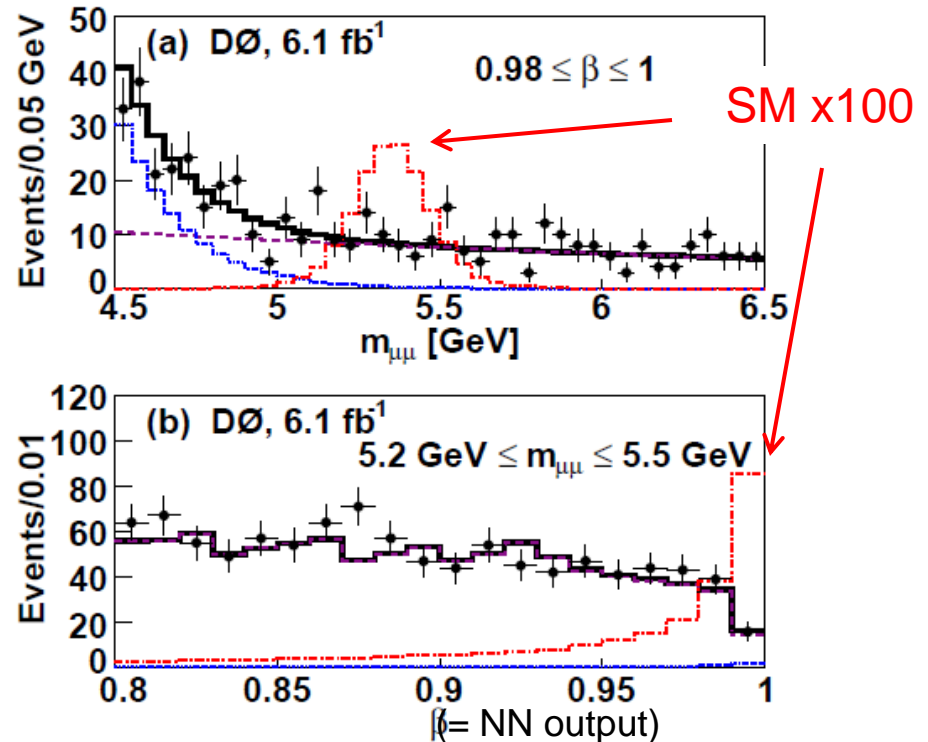 50
40
30
20
10
0
Events/0.05 GeV
(a) DØ, 6.1 fb⁻¹
0.98 ≤ β ≤ 1
SM x100
4.5 5 5.5 6 6.5
m_μμ [GeV]
120
100
80
60
40
20
0
Events/0.01
(b) DØ, 6.1 fb⁻¹
5.2 GeV ≤ m_μμ ≤ 5.5 GeV
0.8 0.85 0.9 0.95 1
β(= NN output)